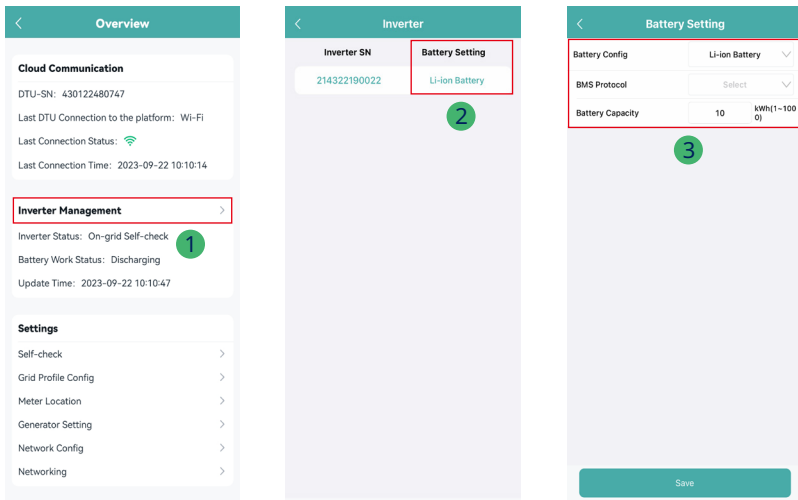 Overview
Cloud Communication
DTU-SN: 430122480747
Last DTU Connection to the platform: Wi-Fi
Last Connection Status:
Last Connection Time: 2023-09-22 10:10:14
Inverter Management
Inverter Status: On-grid Self-check
1
Battery Work Status: Discharging
Update Time: 2023-09-22 10:10:47
Settings
Self-check
Grid Profile Config
Meter Location
Generator Setting
Network Config
Networking
Inverter
Inverter SN Battery Setting
214322190022 Li-ion Battery
2
Battery Setting
Battery Config Li-ion Battery
BMS Protocol Select
Battery Capacity 10 kWh(1~100
0)
3
Save